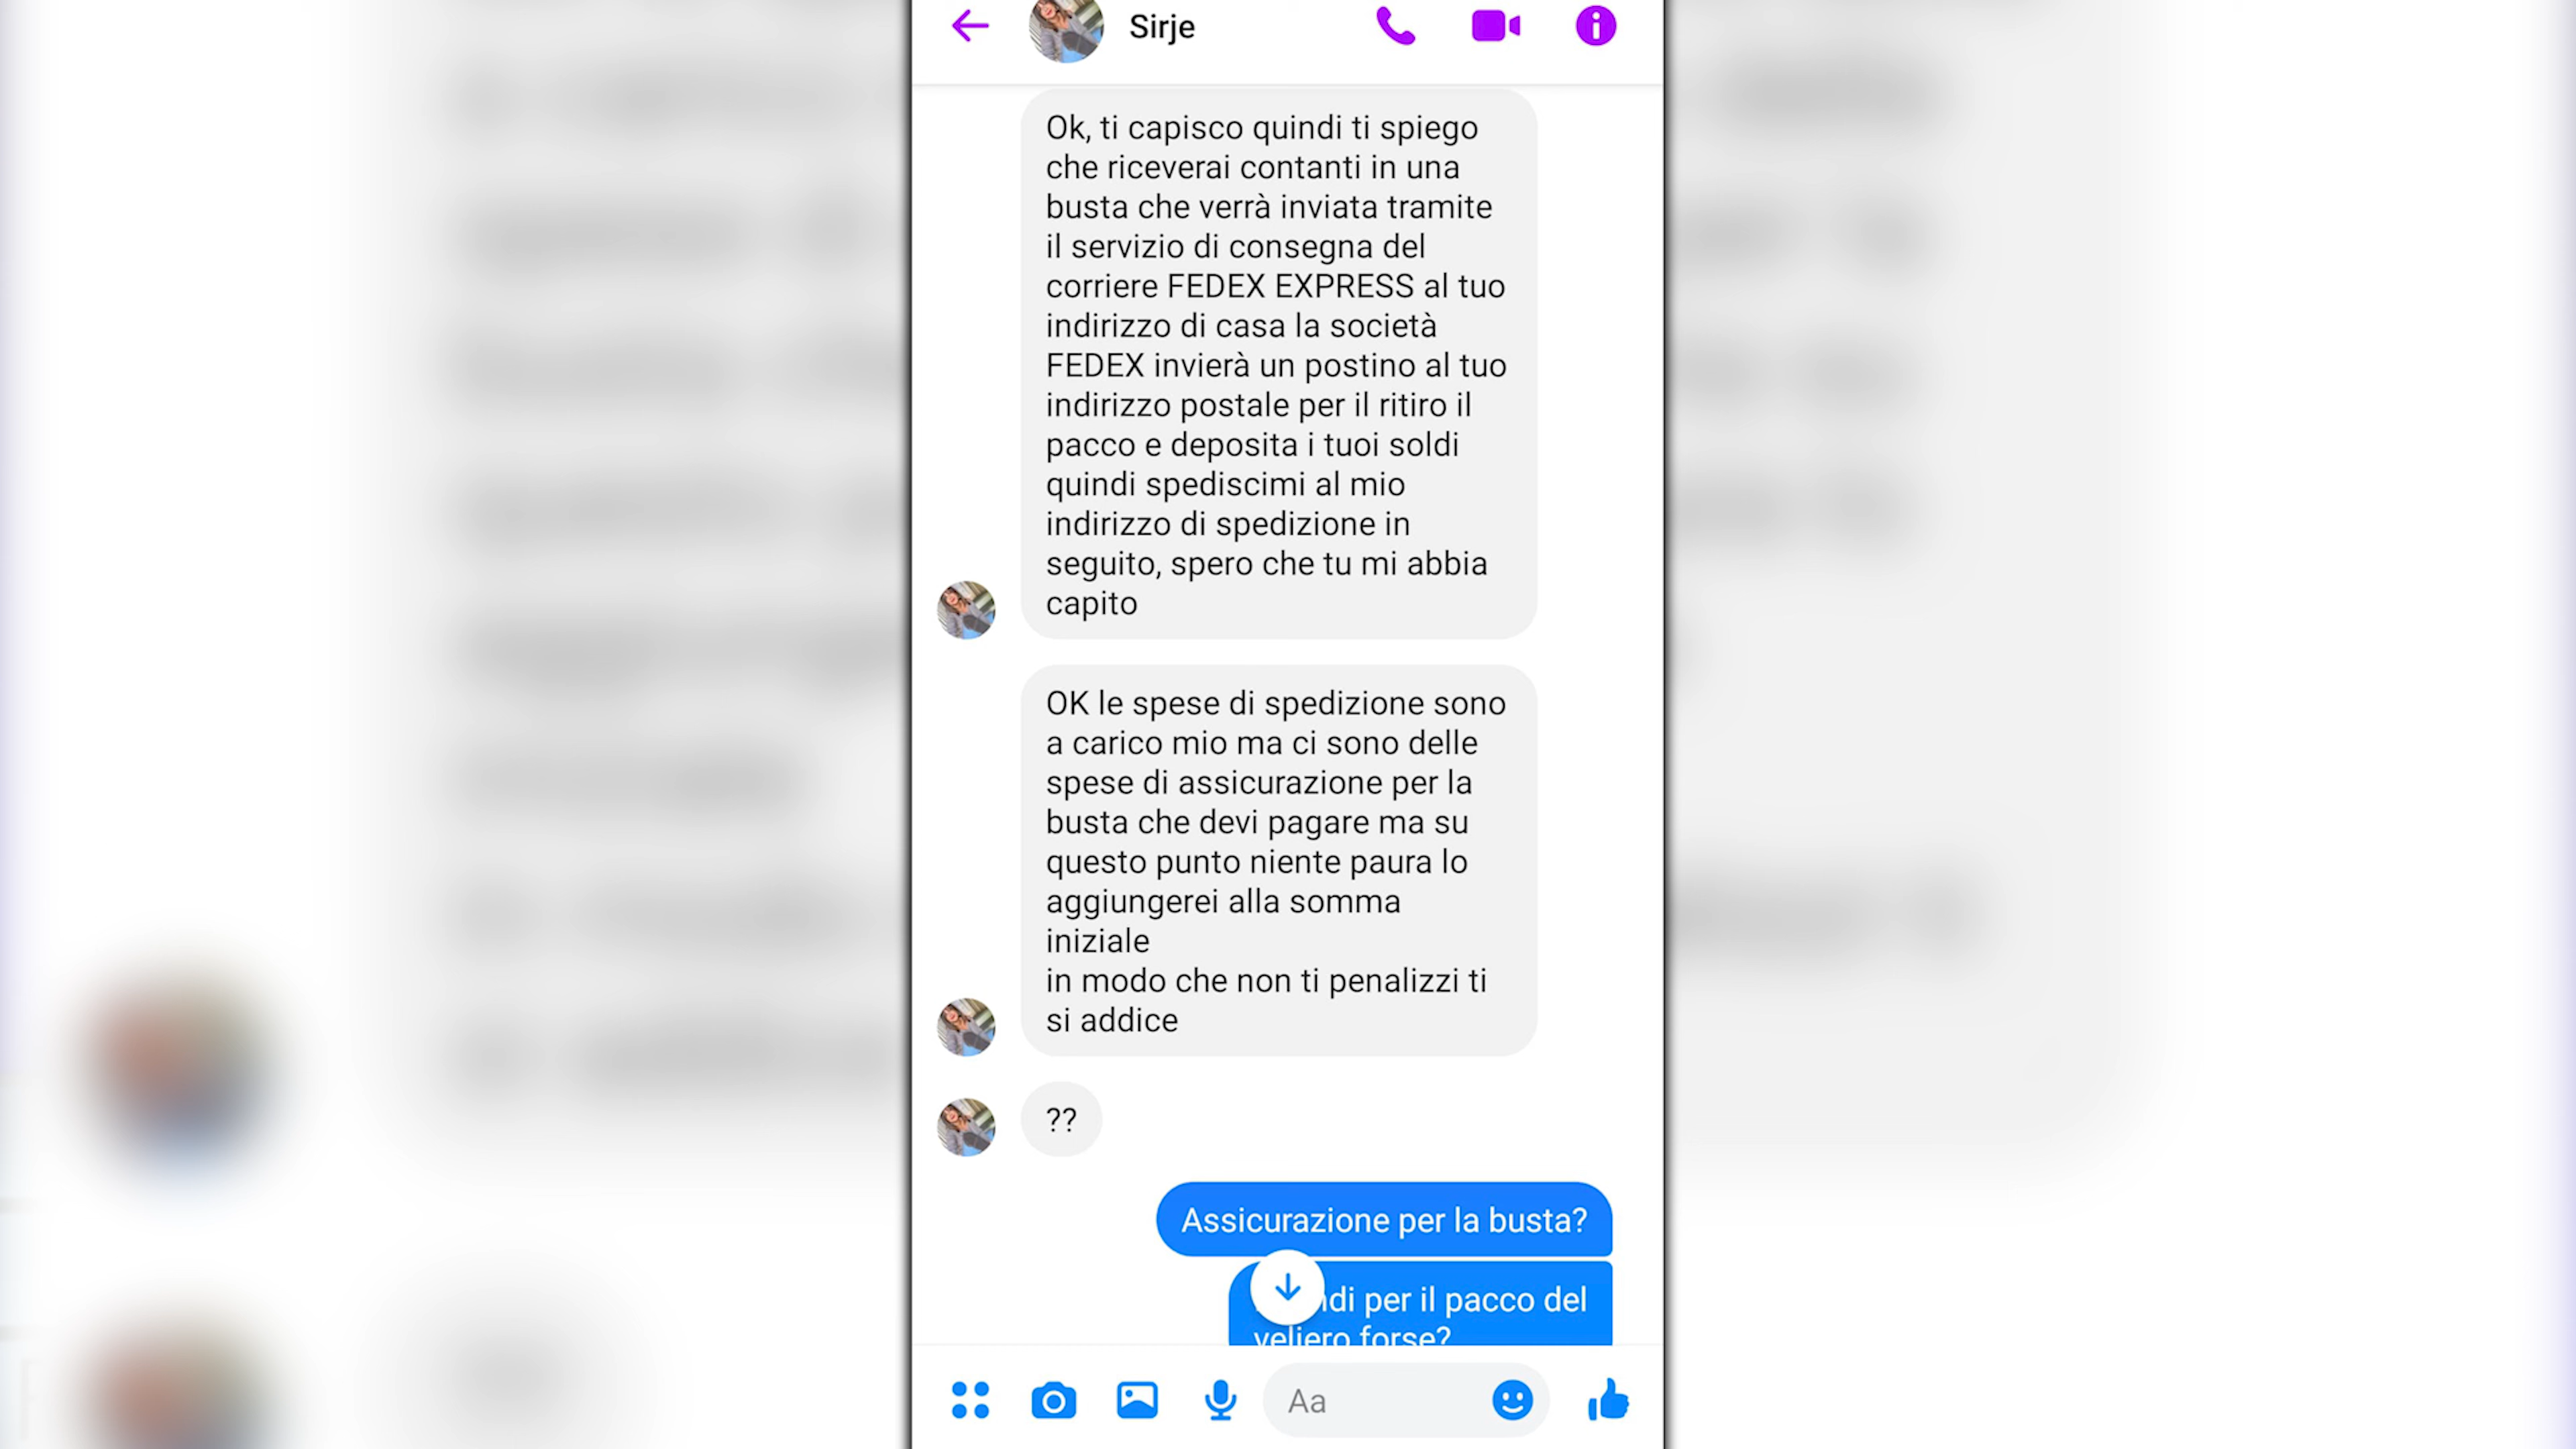 Sirje
Ok, ti capisco quindi ti spiego
che riceverai contanti in una
busta che verrà inviata tramite
il servizio di consegna del
corriere FEDEX EXPRESS al tuo
indirizzo di casa la società
FEDEX invierà un postino al tuo
indirizzo postale per il ritiro il
pacco e deposita i tuoi soldi
quindi spediscimi al mio
indirizzo di spedizione in
seguito, spero che tu mi abbia
capito
OK le spese di spedizione sono
a carico mio ma ci sono delle
spese di assicurazione per la
busta che devi pagare ma su
questo punto niente paura lo
aggiungerei alla somma
iniziale
in modo che non ti penalizzi ti
si addice
??
Assicurazione per la busta?
per il pacco del
veliero forse?
Aa